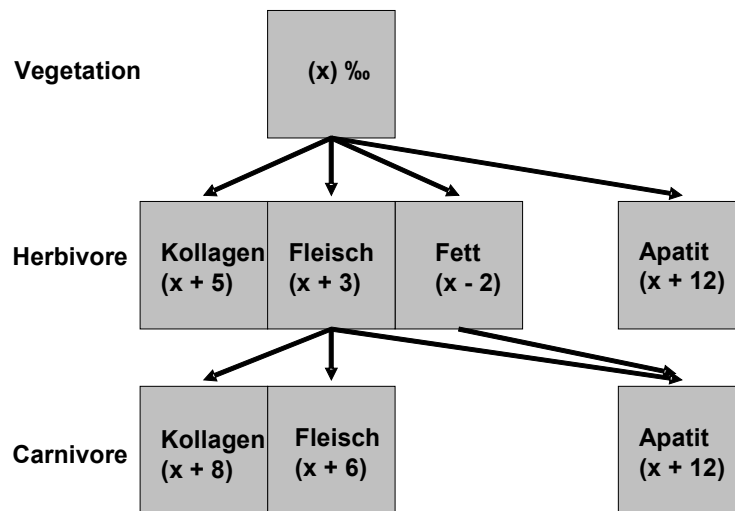 Vegetation
(x) ‰
Herbivore
Kollagen
(x + 5)
Fleisch
(x + 3)
Fett
(x - 2)
Apatit
(x + 12)
Carnivore
Kollagen
(x + 8)
Fleisch
(x + 6)
Apatit
(x + 12)